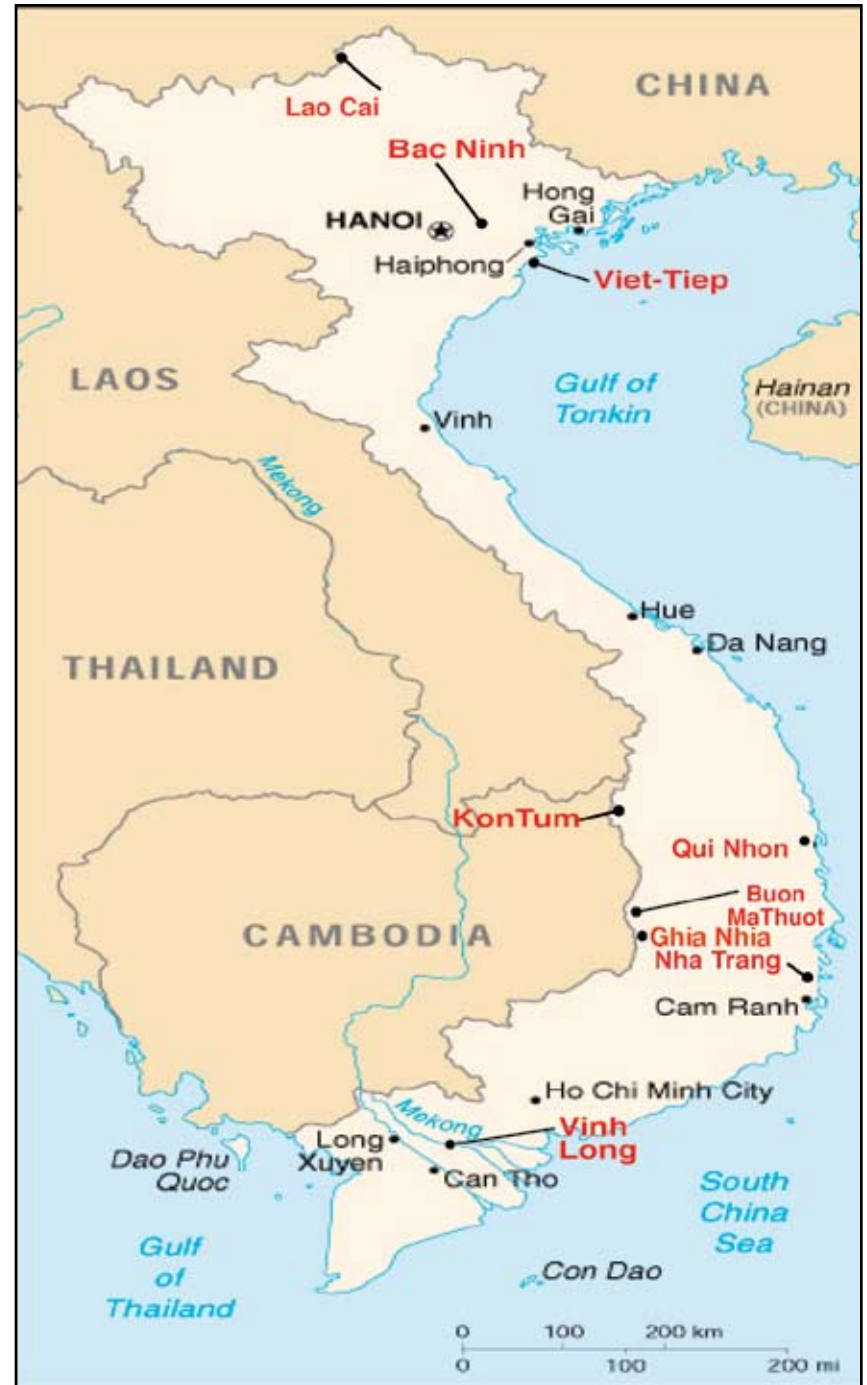 CHINA
Lao Cai
Bac Ninh
Hong
Gai
HANOI
Haiphong
Viet-Tiep
LAOS
Gulf of
Tonkin
Hainan
(CHINA)
Vinh
Mekong
Hue
Da Nang
THAILAND
KonTum
Qui Nhon
Buon
MaThuot
CAMBODIA
Ghia Nhia
Nha Trang
Cam Ranh
Ho Chi Minh City
Mekong
Vinh
Long
Long
Xuyen
Dao Phu
Quoc
Can Tho
South
China
Sea
Gulf
of
Thailand
Con Dao
0 100 200 km
0 100 200 mi